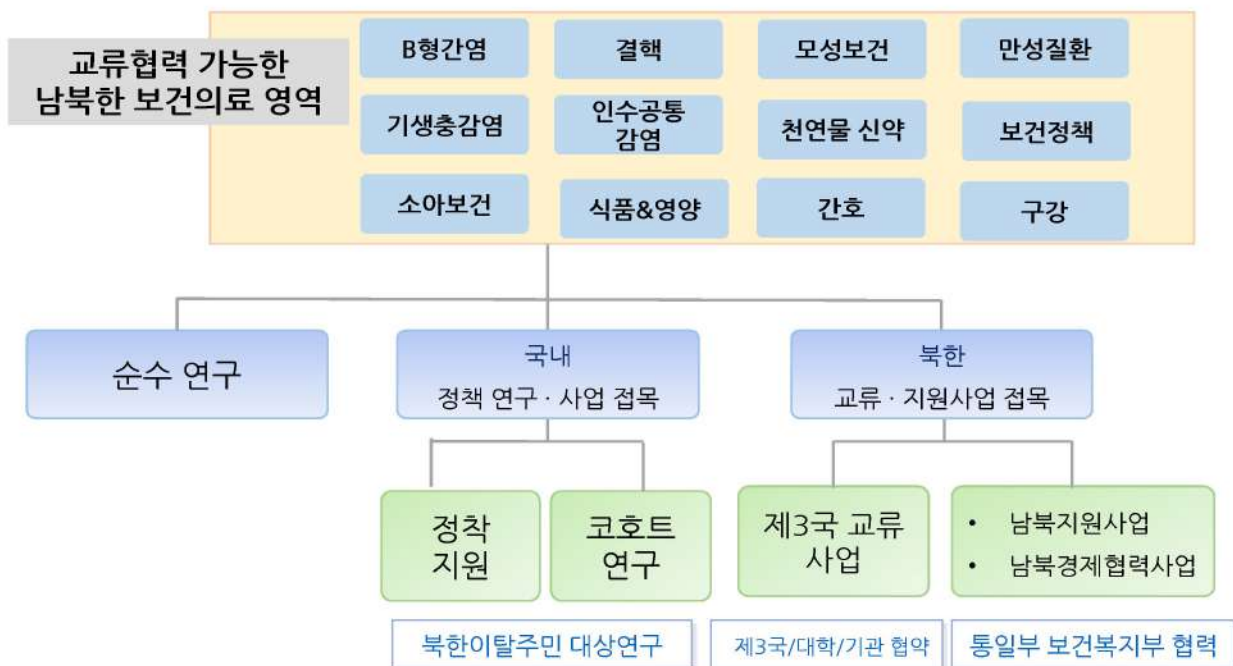 교류협력 가능한
남북한 보건의료 영역
B형간염
결핵
모성보건
만성질환
기생충감염
인수공통
감염
천연물 신약
보건정책
소아보건
식품&영양
간호
구강
순수 연구
국내
정책 연구 · 사업 접목
북한
교류 · 지원사업 접목
정착
지원
코호트
연구
제3국 교류
사업
• 남북지원사업
• 남북경제협력사업
북한이탈주민 대상연구
제3국/대학/기관 협약
통일부 보건복지부 협력